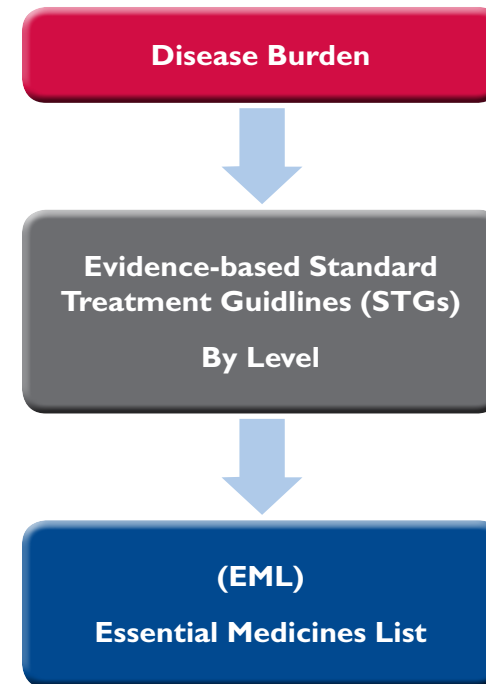 Disease Burden
Evidence-based Standard
Treatment Guidlines (STGs)
By Level
(EML)
Essential Medicines List